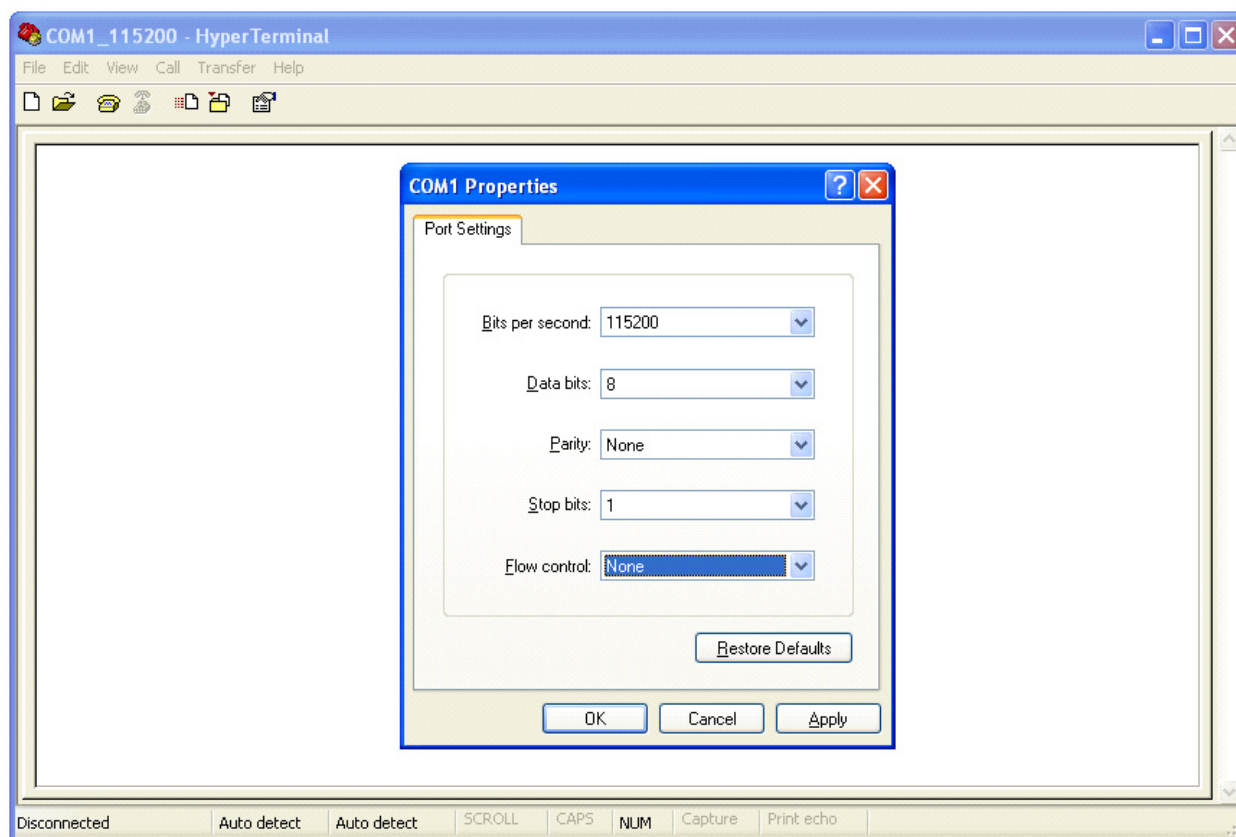 COM1_115200 - HyperTerminal
File Edit View Call Transfer Help
COM1 Properties
Port Settings
Bits per second: 115200
Data bits: 8
Parity: None
Stop bits: 1
Flow control: None
Restore Defaults
OK Cancel Apply
Disconnected Auto detect Auto detect SCROLL CAPS NUM Capture Print echo